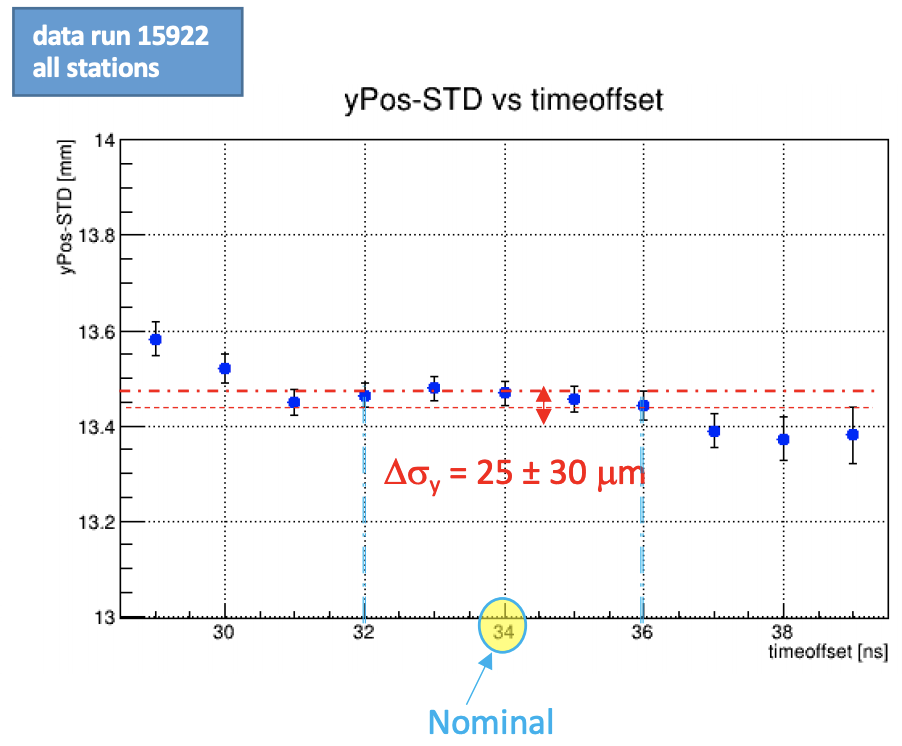 data run 15922
all stations
yPos-STD vs timeoffset
yPos-STD [mm]
14
13.8
13.6
13.4
13.2
13
Δσy = 25 ± 30 μm
30 32 34 36 38
timeoffset [ns]
Nominal